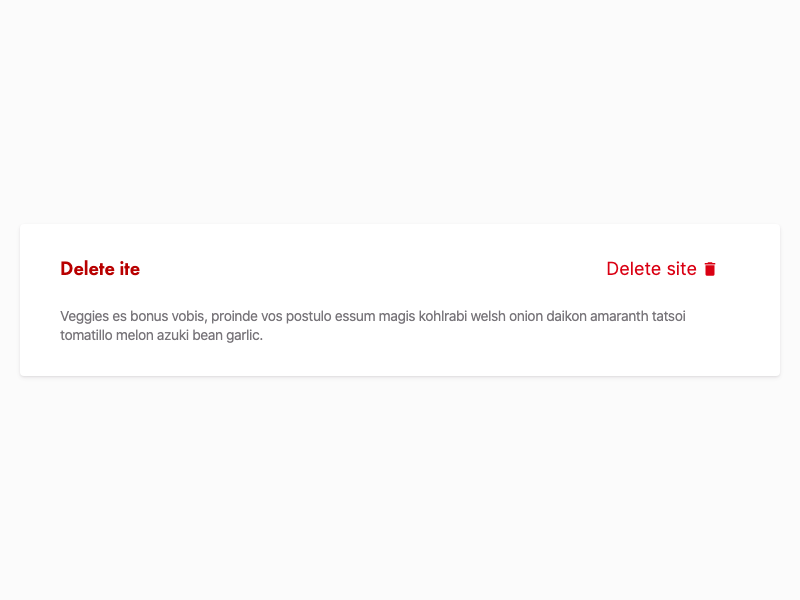 Delete ite
Delete site
Veggies es bonus vobis, proinde vos postulo essum magis kohlrabi welsh onion daikon amaranth tatsoi
tomatillo melon azuki bean garlic.